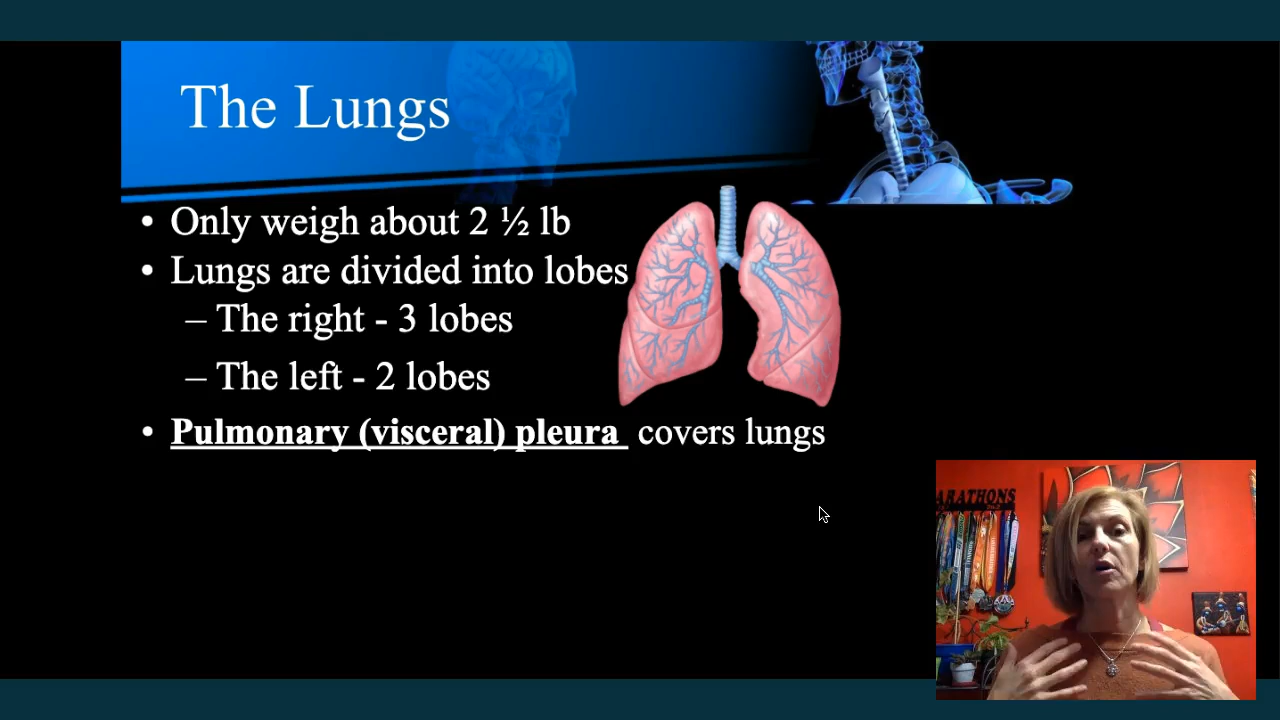 The Lungs
• Only weigh about 2 ½ lb
• Lungs are divided into lobes
– The right - 3 lobes
– The left - 2 lobes
• Pulmonary (visceral) pleura covers lungs
ARATHONS